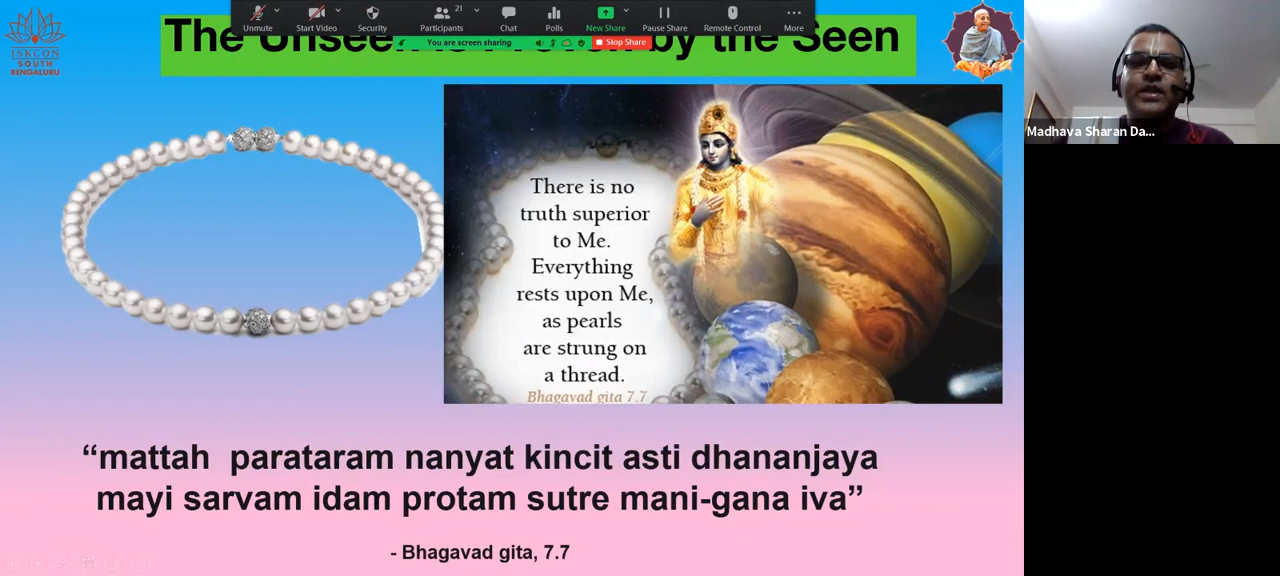 21
Unmute
Start Video
Security
Participants
Chat
Polls
New Share
Pause Share
Remote Control
More
You are screen sharing
Stop Share
The Unseen by the Seen
ISKCON
SOUTH
BENGALURU
Madhava Sharan Da...
There is no
truth superior
to Me.
Everything
rests upon Me,
as pearls
are strung on
a thread.
Bhagavad gita 7.7
“mattah parataram nanyat kincit asti dhananjaya
mayi sarvam idam protam sutre mani-gana iva”
- Bhagavad gita, 7.7